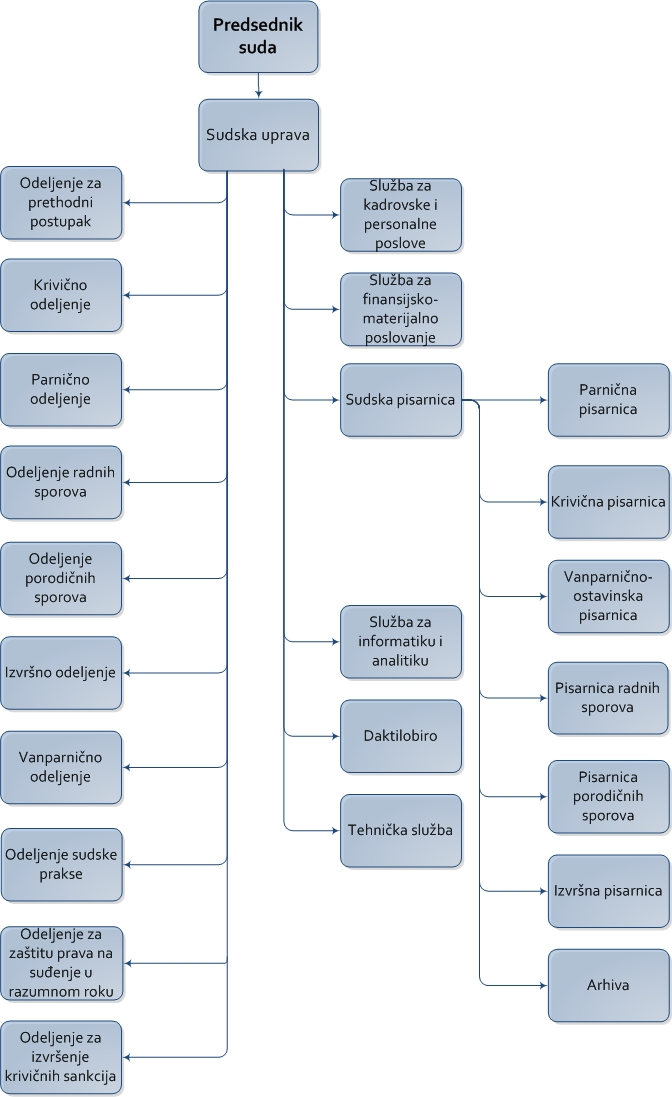 Predsednik
suda
Sudska uprava
Odeljenje za
prethodni
postupak
Krivično
odeljenje
Parnično
odeljenje
Odeljenje radnih
sporova
Odeljenje
porodičnih
sporova
Izvršno odeljenje
Vanparnično
odeljenje
Odeljenje sudske
prakse
Odeljenje za
zaštitu prava na
suđenje u
razumnom roku
Odeljenje za
izvršenje
krivičnih sankcija
Služba za
kadrovske i
personalne
poslove
Služba za
finansijsko-
materijalno
poslovanje
Sudska pisarnica
Služba za
informatiku i
analitiku
Daktilobiro
Tehnička služba
Parnična
pisarnica
Krivična pisarnica
Vanparnično-
ostavinska
pisarnica
Pisarnica radnih
sporova
Pisarnica
porodičnih
sporova
Izvršna pisarnica
Arhiva